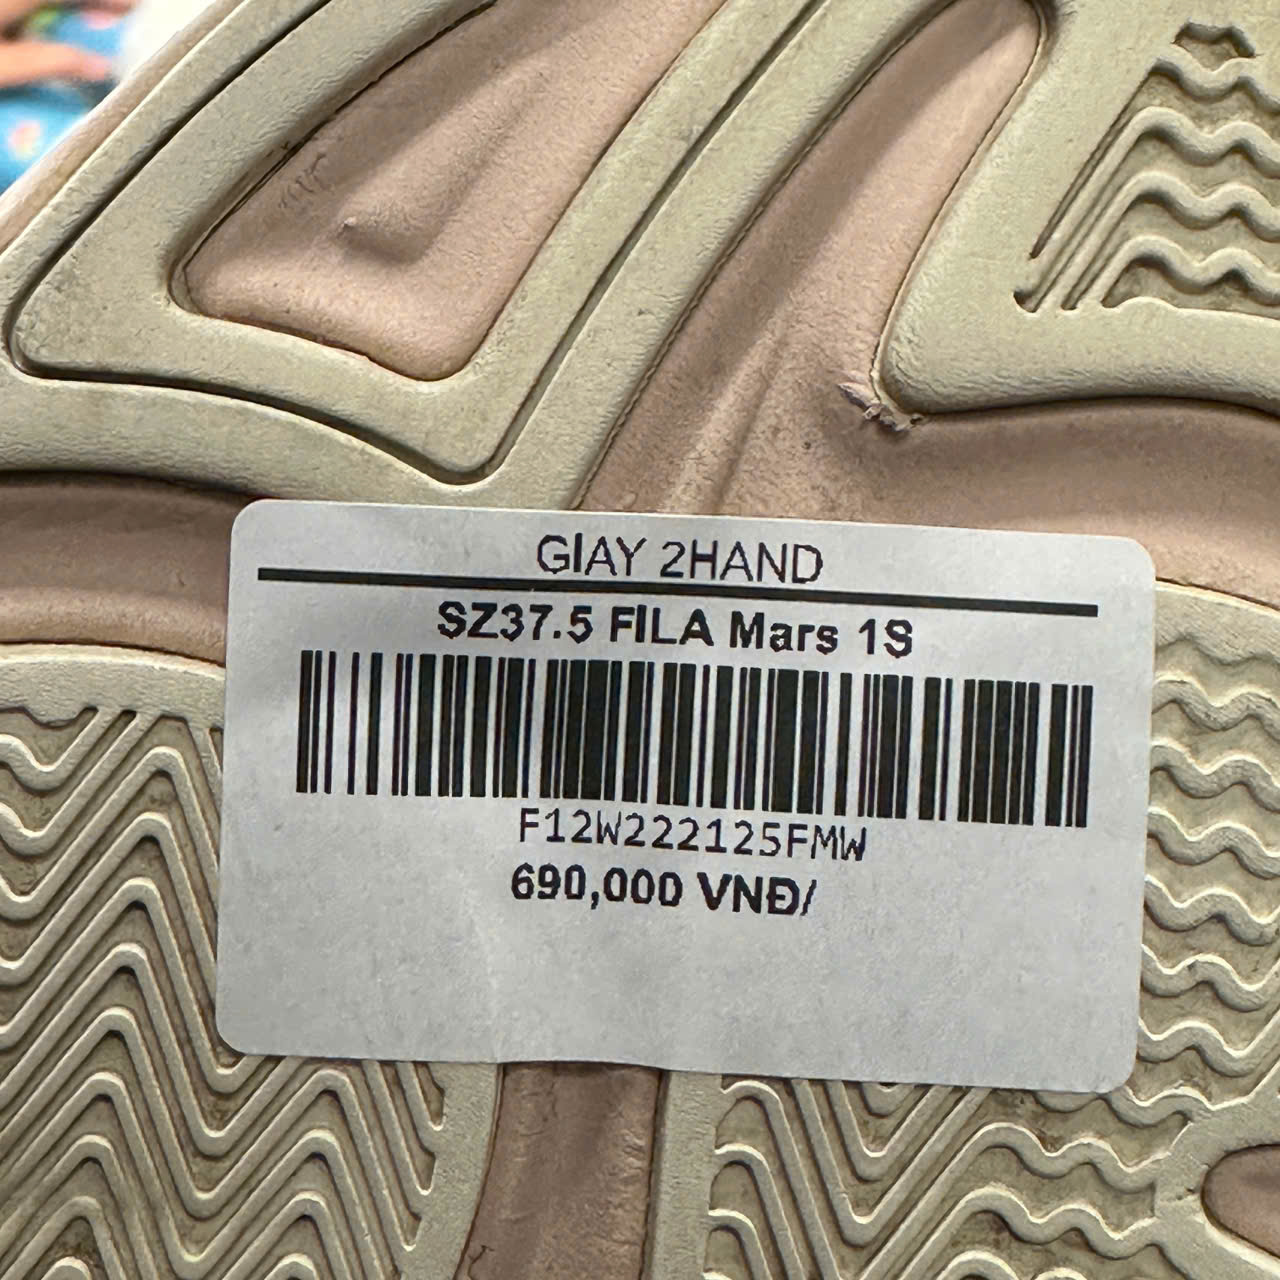 GIAY 2HAND
SZ37.5 FILA Mars 1S
F12W222125FMW
690,000 VNĐ/